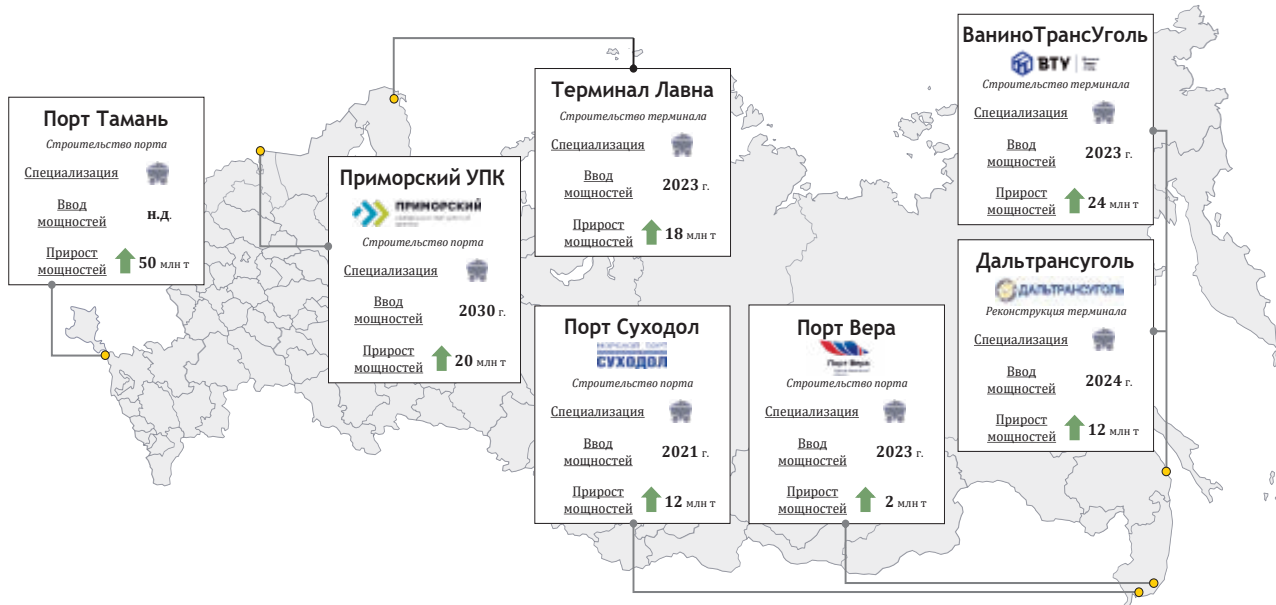 Порт Тамань
Строительство порта
Специализация
Ввод
мощностей
н.д.
Прирост
мощностей
50 млн т
Приморский УПК
ПРИМОРСКИЙ
Строительство порта
Специализация
Ввод
мощностей
2030 г.
Прирост
мощностей
20 млн т
Терминал Лавна
Строительство терминала
Специализация
Ввод
мощностей
2023 г.
Прирост
мощностей
18 млн т
Порт Суходол
МОРСКОЙ ПОРТ
СУХОДОЛ
Строительство порта
Специализация
Ввод
мощностей
2021 г.
Прирост
мощностей
12 млн т
Порт Вера
Порт Вера
Строительство порта
Специализация
Ввод
мощностей
2023 г.
Прирост
мощностей
2 млн т
ВаниноТрансУголь
ВТУ
Строительство терминала
Специализация
Ввод
мощностей
2023 г.
Прирост
мощностей
24 млн т
Дальтрансуголь
ДАЛЬТРАНСУГОЛЬ
Реконструкция терминала
Специализация
Ввод
мощностей
2024 г.
Прирост
мощностей
12 млн т